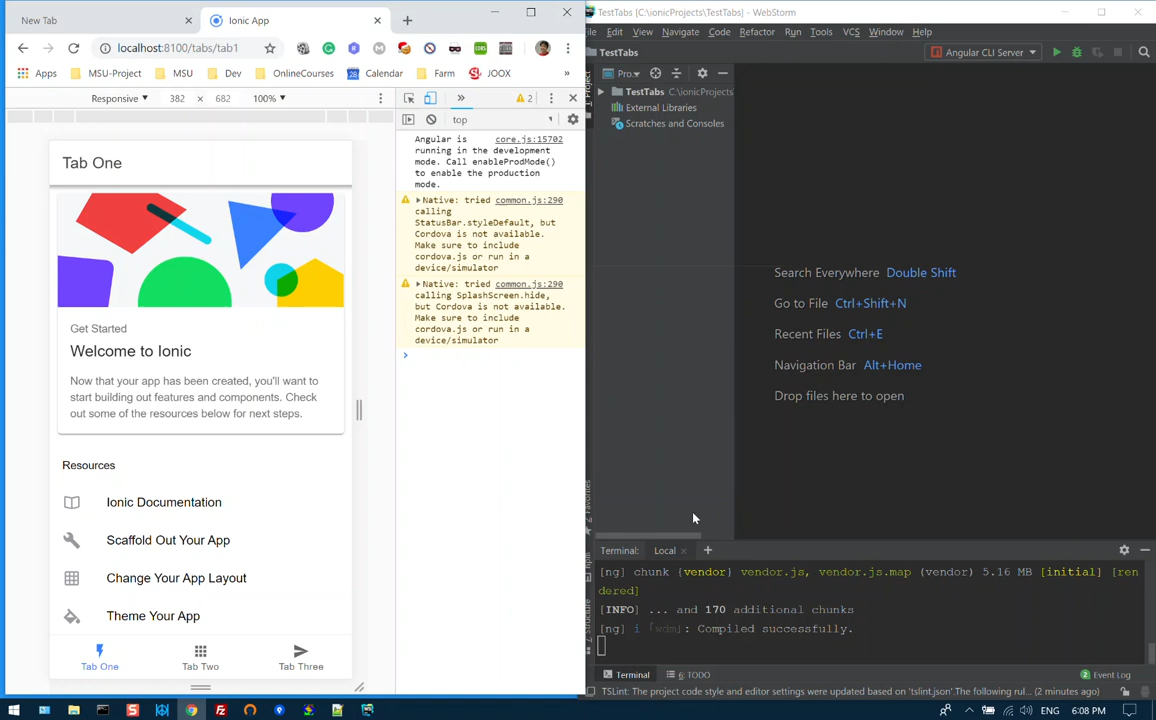 New Tab
Ionic App
localhost:8100/tabs/tab1
Apps
MSU-Project
MSU
Dev
OnlineCourses
28
Calendar
Farm
JOOX
»
Responsive
382 × 682
100%
» 2
top
Tab One
Get Started
Welcome to Ionic
Now that your app has been created, you'll want to
start building out features and components. Check
out some of the resources below for next steps.
Resources
Ionic Documentation
Scaffold Out Your App
Change Your App Layout
Theme Your App
Tab One
Tab Two
Tab Three
Angular is core.js:15702
running in the development
mode. Call enableProdMode()
to enable the production
mode.
Native: tried common.js:290
calling
StatusBar.styleDefault, but
Cordova is not available.
Make sure to include
cordova.js or run in a
device/simulator
Native: tried common.js:290
calling SplashScreen.hide,
but Cordova is not available.
Make sure to include
cordova.js or run in a
device/simulator
TestTabs [C:\ionicProjects\TestTabs] - WebStorm
Edit View Navigate Code Refactor Run Tools VCS Window Help
TestTabs
Angular CLI Server
1: Project
Pro...
TestTabs C:\ionicProjects
External Libraries
Scratches and Consoles
Search Everywhere Double Shift
Go to File Ctrl+Shift+N
Recent Files Ctrl+E
Navigation Bar Alt+Home
Drop files here to open
2: Favorites
npm
Structure
Terminal: Local
[ng] chunk {vendor} vendor.js, vendor.js.map (vendor) 5.16 MB [initial] [ren
dered]
[INFO] ... and 170 additional chunks
[ng] i ｢wdm｣: Compiled successfully.
Terminal
6: TODO
2 Event Log
TSLint: The project code style and editor settings were updated based on 'tslint.json'.The following rul... (2 minutes ago)
ENG 6:08 PM